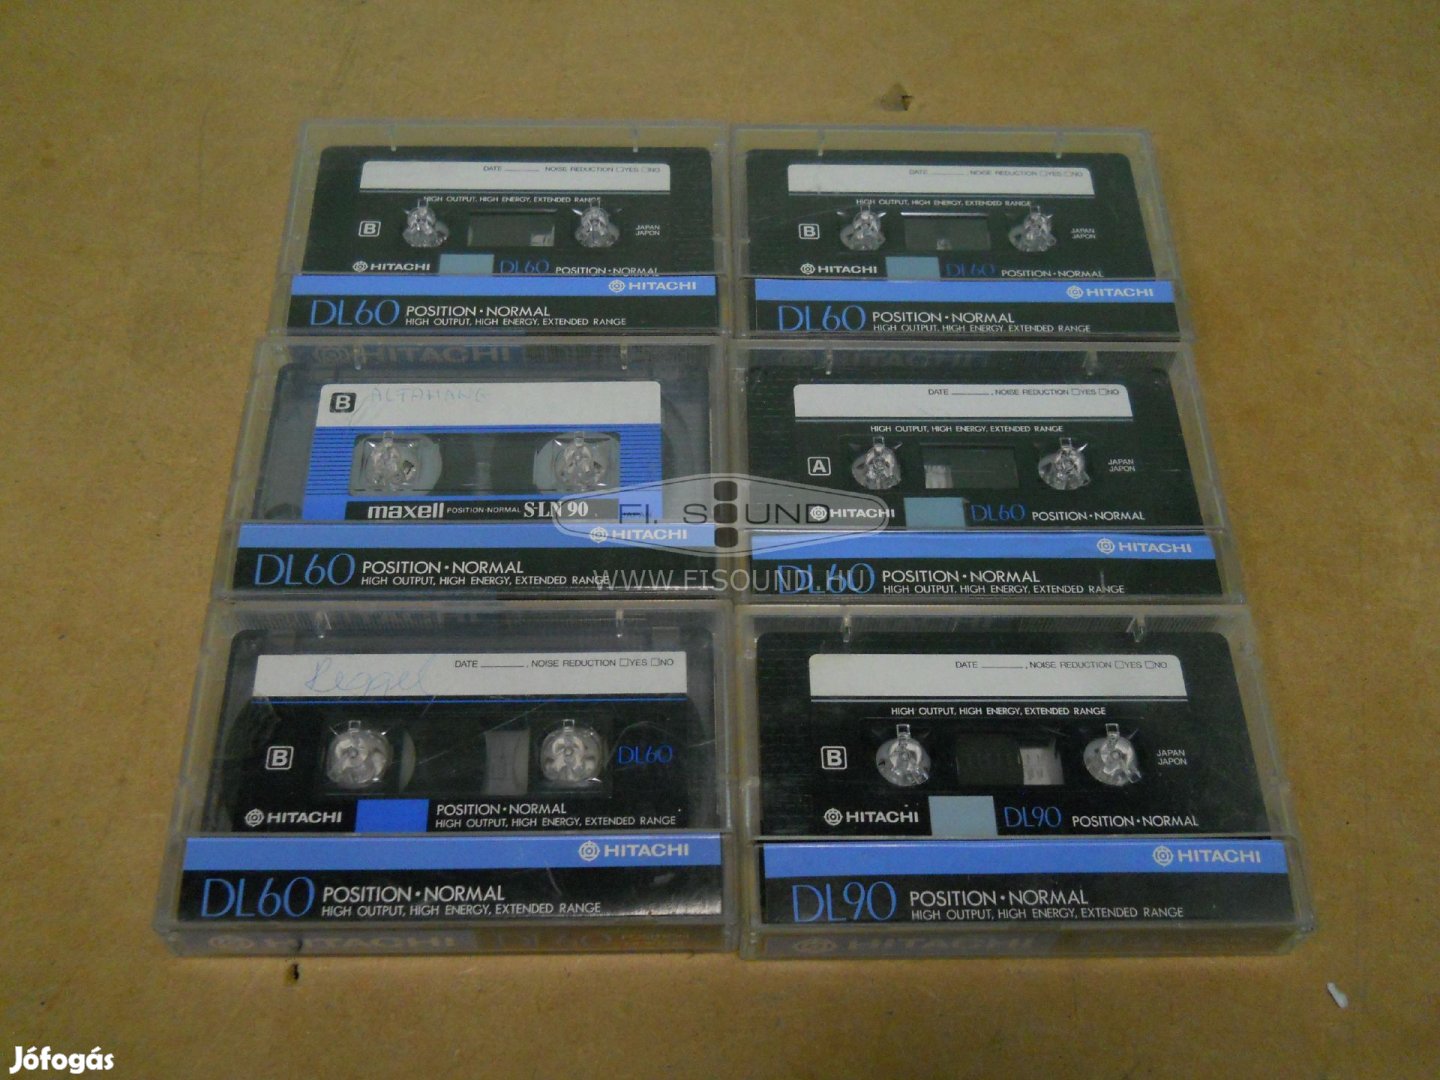 DATE ______ NOISE REDUCTION □YES □NO
HIGH OUTPUT, HIGH ENERGY, EXTENDED RANGE
B
JAPAN
JAPON
HITACHI DL60 POSITION•NORMAL
HITACHI
DL60 POSITION•NORMAL
HIGH OUTPUT, HIGH ENERGY, EXTENDED RANGE
DATE ______ NOISE REDUCTION □YES □NO
HIGH OUTPUT, HIGH ENERGY, EXTENDED RANGE
B
JAPAN
JAPON
HITACHI DL60 POSITION•NORMAL
HITACHI
DL60 POSITION•NORMAL
HIGH OUTPUT, HIGH ENERGY, EXTENDED RANGE
HITACHI
B
maxell POSITION•NORMAL S•LN 90
HITACHI
DL60 POSITION•NORMAL
HIGH OUTPUT, HIGH ENERGY, EXTENDED RANGE
DATE ______, NOISE REDUCTION □YES □NO
HIGH OUTPUT, HIGH ENERGY, EXTENDED RANGE
A
JAPAN
JAPON
HITACHI DL60 POSITION•NORMAL
HITACHI
DL60 POSITION•NORMAL
HIGH OUTPUT, HIGH ENERGY, EXTENDED RANGE
FI. SOUND
WWW.FISOUND.HU
Reggel
DATE ______, NOISE REDUCTION □YES □NO
B
DL60
HITACHI POSITION•NORMAL
HIGH OUTPUT, HIGH ENERGY, EXTENDED RANGE
HITACHI
DL60 POSITION•NORMAL
HIGH OUTPUT, HIGH ENERGY, EXTENDED RANGE
HITACHI DL60
DATE ______, NOISE REDUCTION □YES □NO
HIGH OUTPUT, HIGH ENERGY, EXTENDED RANGE
B
JAPAN
JAPON
HITACHI DL90 POSITION•NORMAL
HITACHI
DL90 POSITION•NORMAL
HIGH OUTPUT, HIGH ENERGY, EXTENDED RANGE
HITACHI
Jófogás